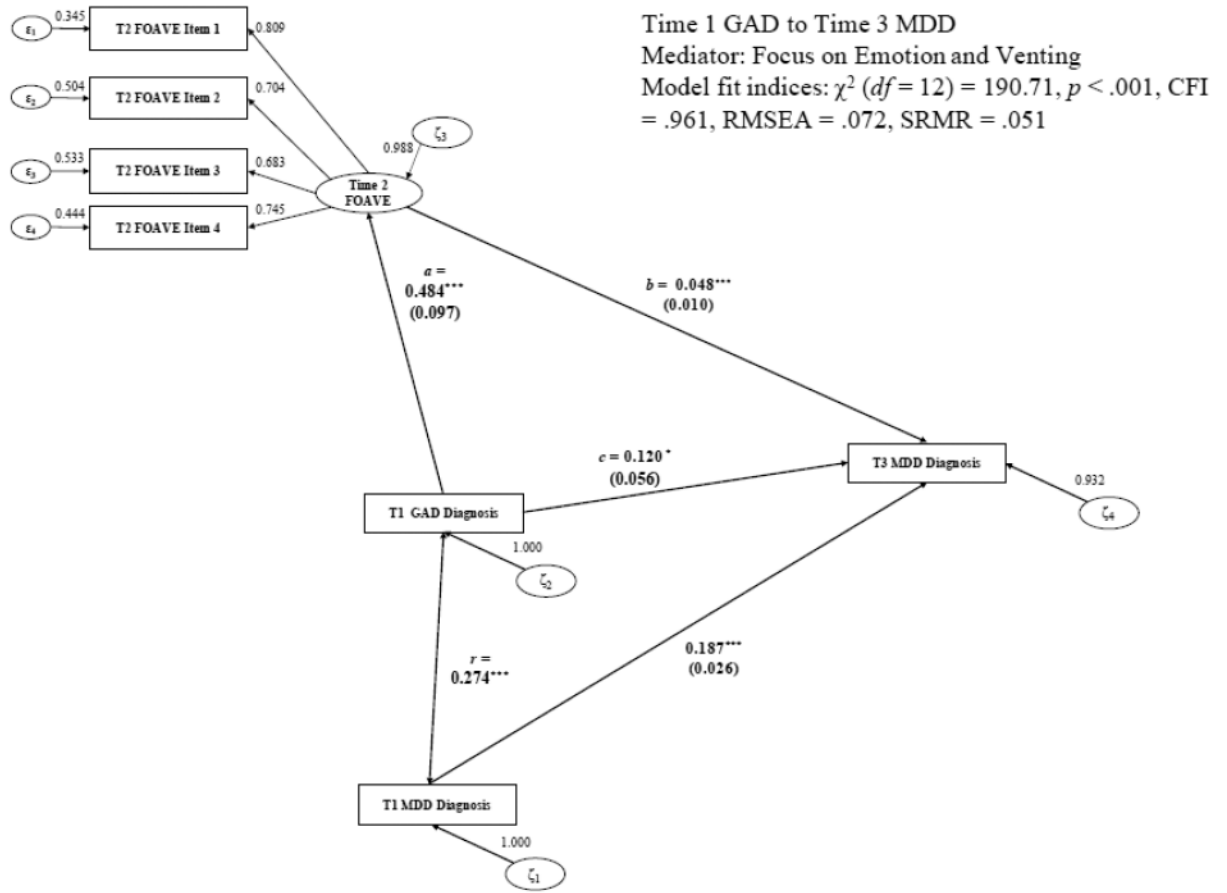 Time 1 GAD to Time 3 MDD
Mediator: Focus on Emotion and Venting
Model fit indices: χ² (df = 12) = 190.71, p < .001, CFI
= .961, RMSEA = .072, SRMR = .051
ε₁
0.345
T2 FOAVE Item 1
0.809
ε₂
0.504
T2 FOAVE Item 2
0.704
ε₃
0.533
T2 FOAVE Item 3
0.683
ε₄
0.444
T2 FOAVE Item 4
0.745
0.988
ζ₃
Time 2
FOAVE
a =
0.484***
(0.097)
b = 0.048***
(0.010)
c = 0.120*
(0.056)
T3 MDD Diagnosis
0.932
ζ₄
T1 GAD Diagnosis
1.000
ζ₂
r =
0.274***
0.187***
(0.026)
T1 MDD Diagnosis
1.000
ζ₁